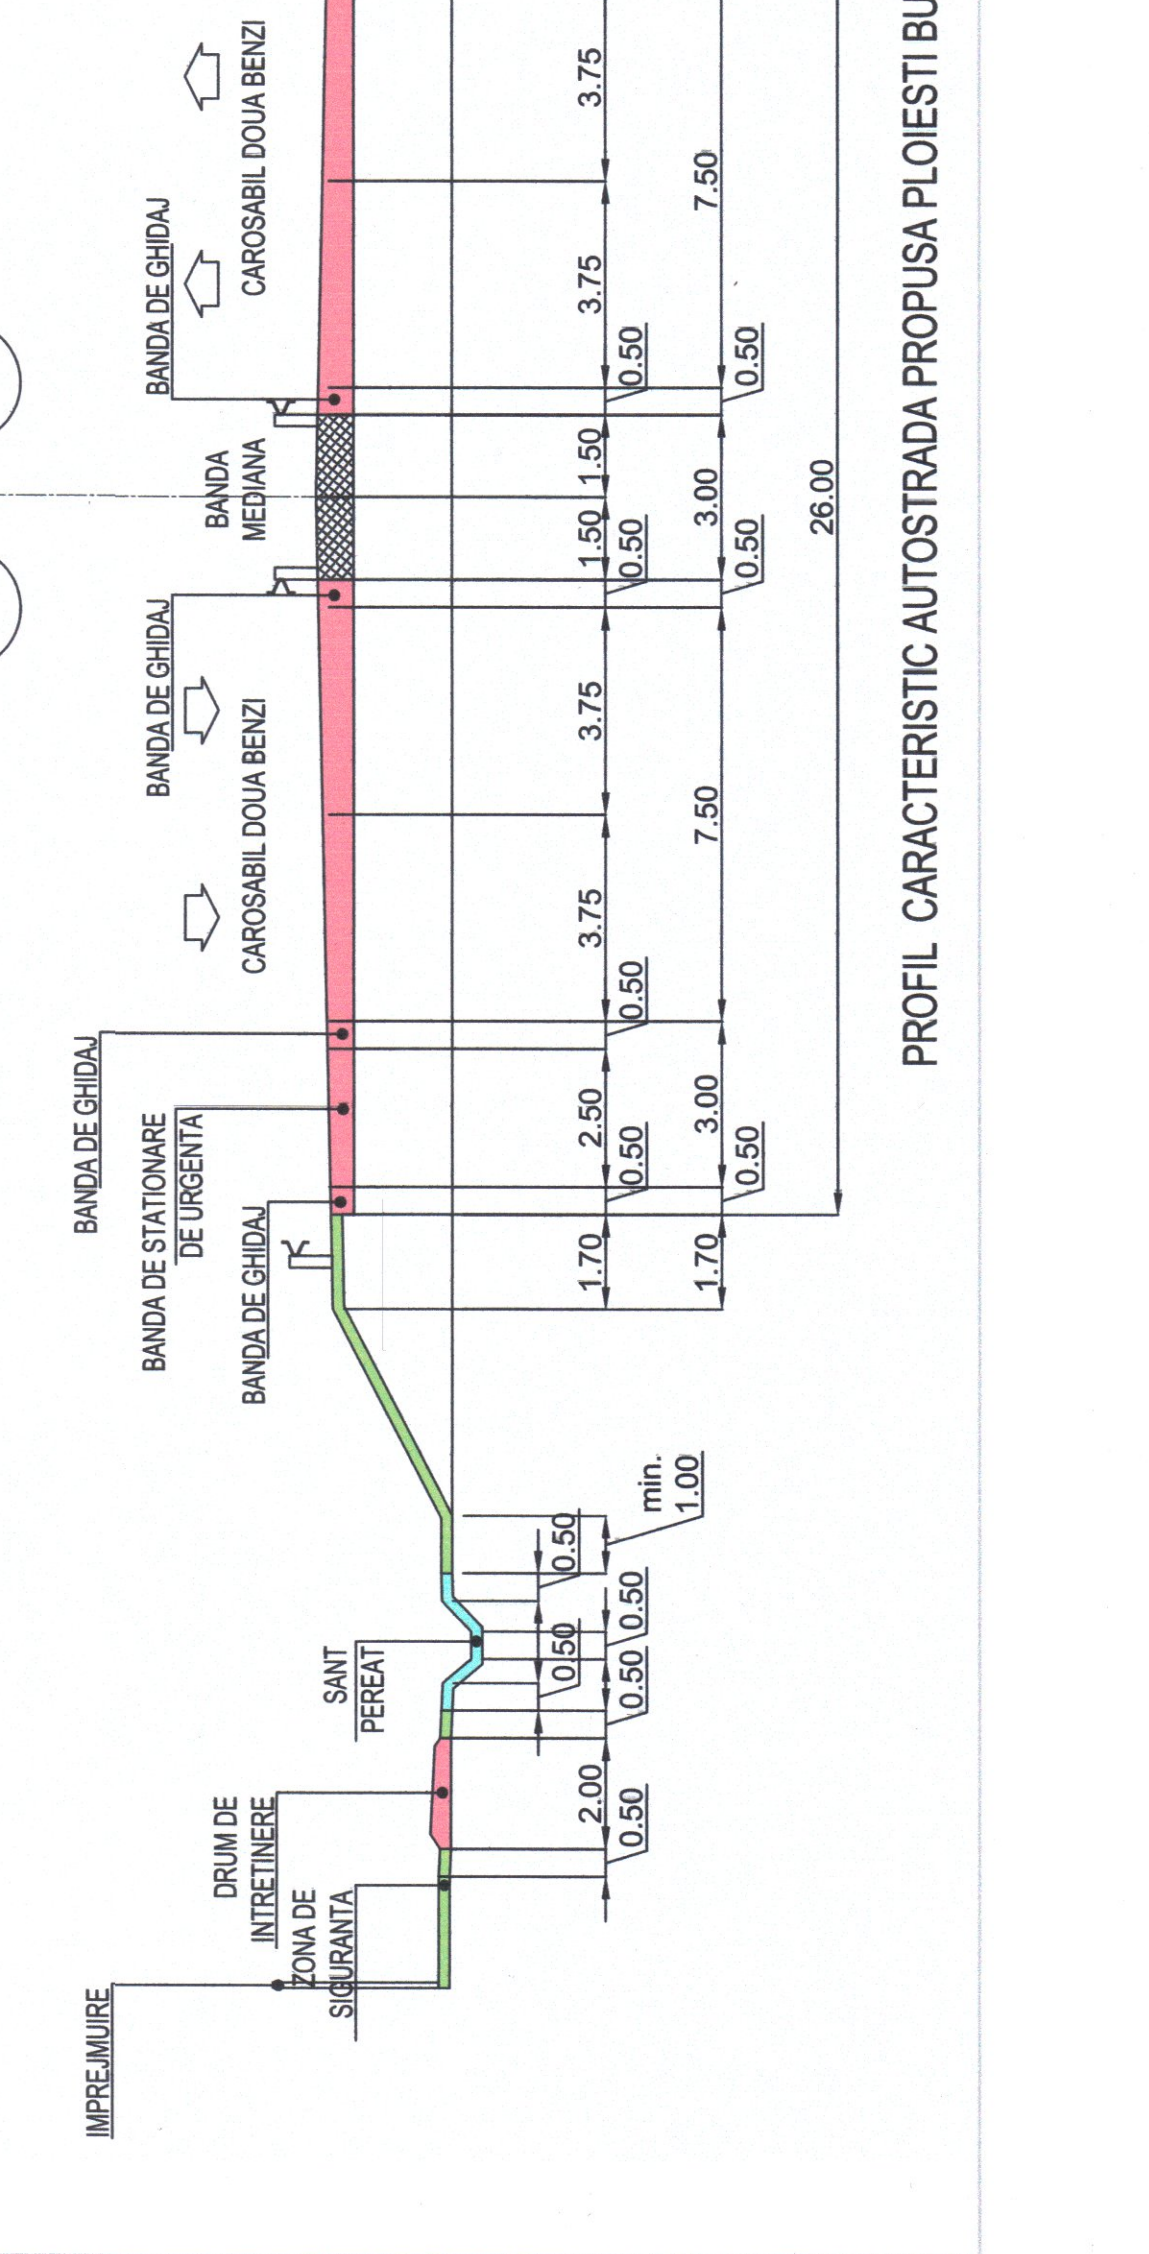 IMPREJMUIRE
ZONA DE
SIGURANTA
DRUM DE
INTRETINERE
SANT
PEREAT
BANDA DE GHIDAJ
BANDA DE STATIONARE
DE URGENTA
BANDA DE GHIDAJ
CAROSABIL DOUA BENZI
BANDA DE GHIDAJ
BANDA
MEDIANA
BANDA DE GHIDAJ
CAROSABIL DOUA BENZI
0.50
2.00
0.50
0.50
0.50
0.50
min.
1.00
1.70
0.50
2.50
0.50
3.75
3.75
0.50
1.50
1.50
0.50
3.75
3.75
1.70
0.50
3.00
7.50
0.50
3.00
0.50
7.50
26.00
PROFIL CARACTERISTIC AUTOSTRADA PROPUSA PLOIESTI BU